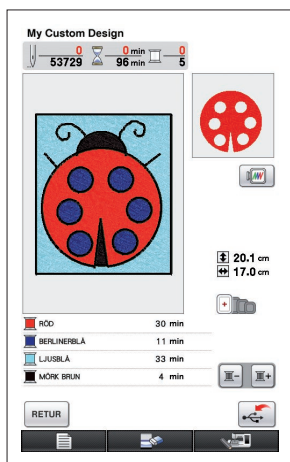 My Custom Design
0 0 min 0
53729 96 min 5
20.1 cm
17.0 cm
RÖD 30 min
BERLINERBLÅ 11 min
LJUSBLÅ 33 min
MÖRK BRUN 4 min
RETUR